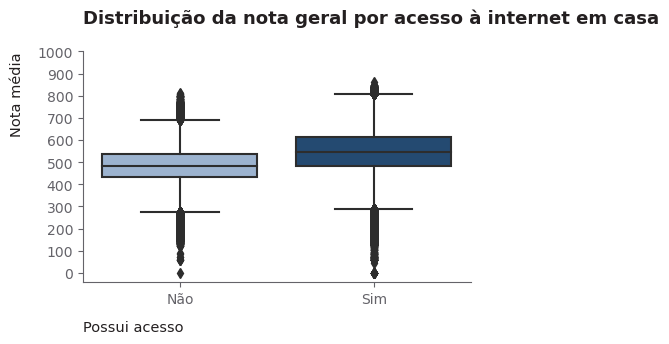 Distribuição da nota geral por acesso à internet em casa
Nota média
1000
900
800
700
600
500
400
300
200
100
0
Não
Sim
Possui acesso